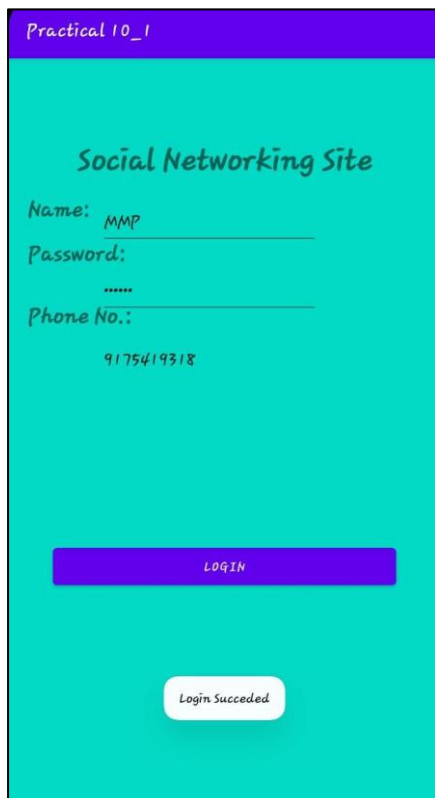 Practical 10_1
Social Networking Site
Name:
MMP
Password:
••••••
Phone No.:
9175419318
LOGIN
Login Succeded